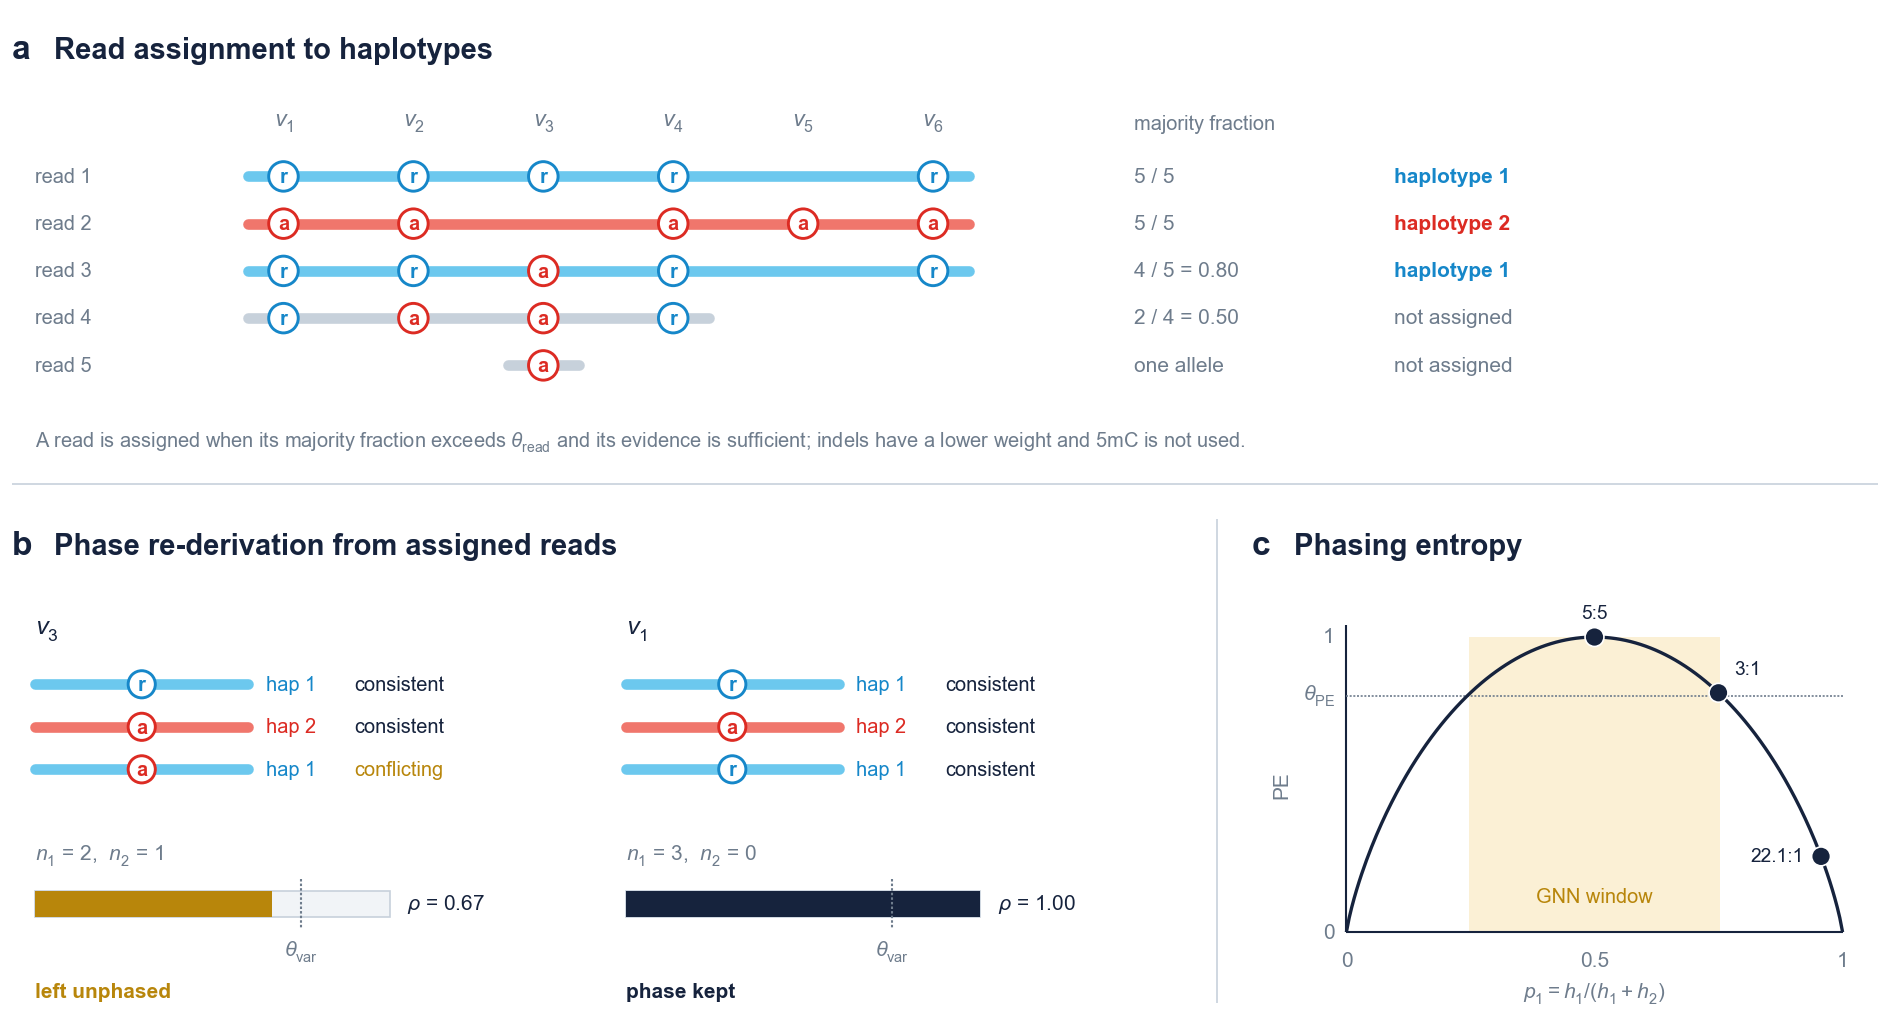 a Read assignment to haplotypes
v1 v2 v3 v4 v5 v6 majority fraction
read 1 r r r r r 5 / 5 haplotype 1
read 2 a a a a a 5 / 5 haplotype 2
read 3 r r a r r 4 / 5 = 0.80 haplotype 1
read 4 r a a r 2 / 4 = 0.50 not assigned
read 5 a one allele not assigned
A read is assigned when its majority fraction exceeds θread and its evidence is sufficient; indels have a lower weight and 5mC is not used.
b Phase re-derivation from assigned reads
v3
r hap 1 consistent
a hap 2 consistent
a hap 1 conflicting
n1 = 2, n2 = 1
ρ = 0.67
θvar
left unphased
v1
r hap 1 consistent
a hap 2 consistent
r hap 1 consistent
n1 = 3, n2 = 0
ρ = 1.00
θvar
phase kept
c Phasing entropy
5:5
1
3:1
θPE
PE
22.1:1
GNN window
0
0 0.5 1
p1 = h1/(h1 + h2)